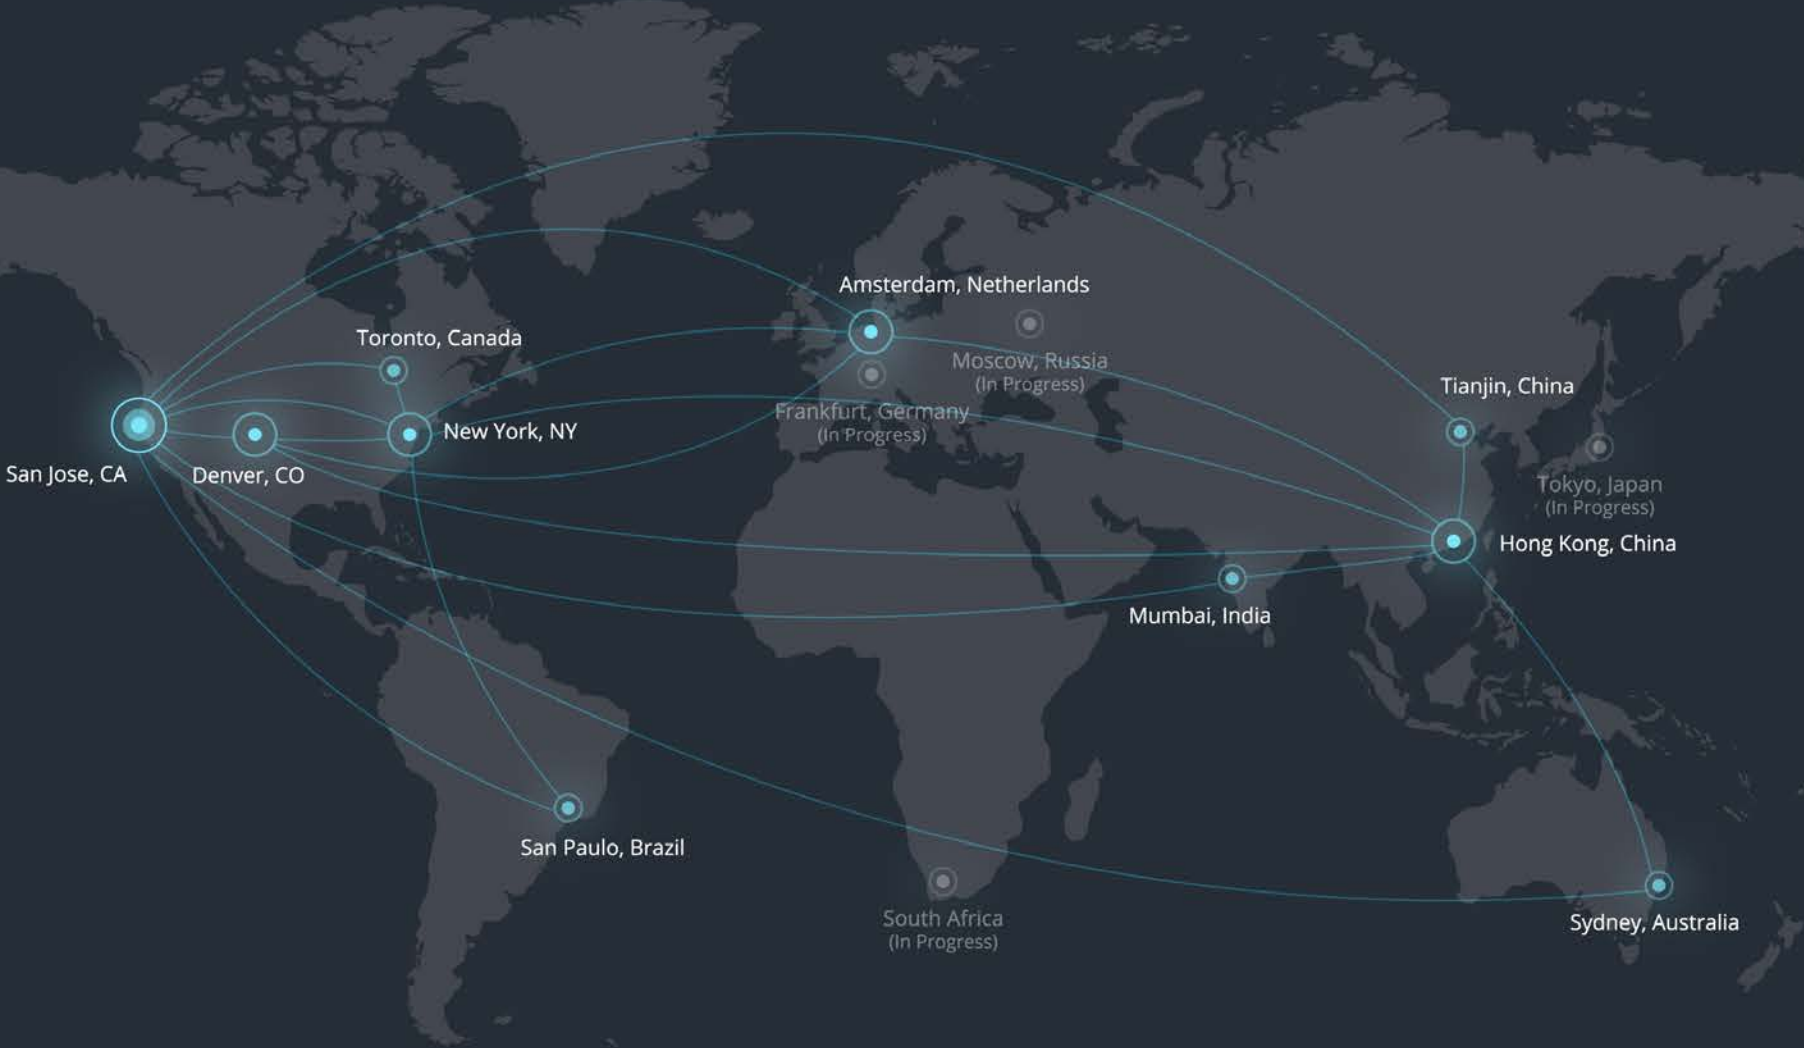 Amsterdam, Netherlands
Toronto, Canada
Moscow, Russia
(In Progress)
Tianjin, China
Frankfurt, Germany
(In Progress)
New York, NY
San Jose, CA
Denver, CO
Tokyo, Japan
(In Progress)
Hong Kong, China
Mumbai, India
San Paulo, Brazil
South Africa
(In Progress)
Sydney, Australia